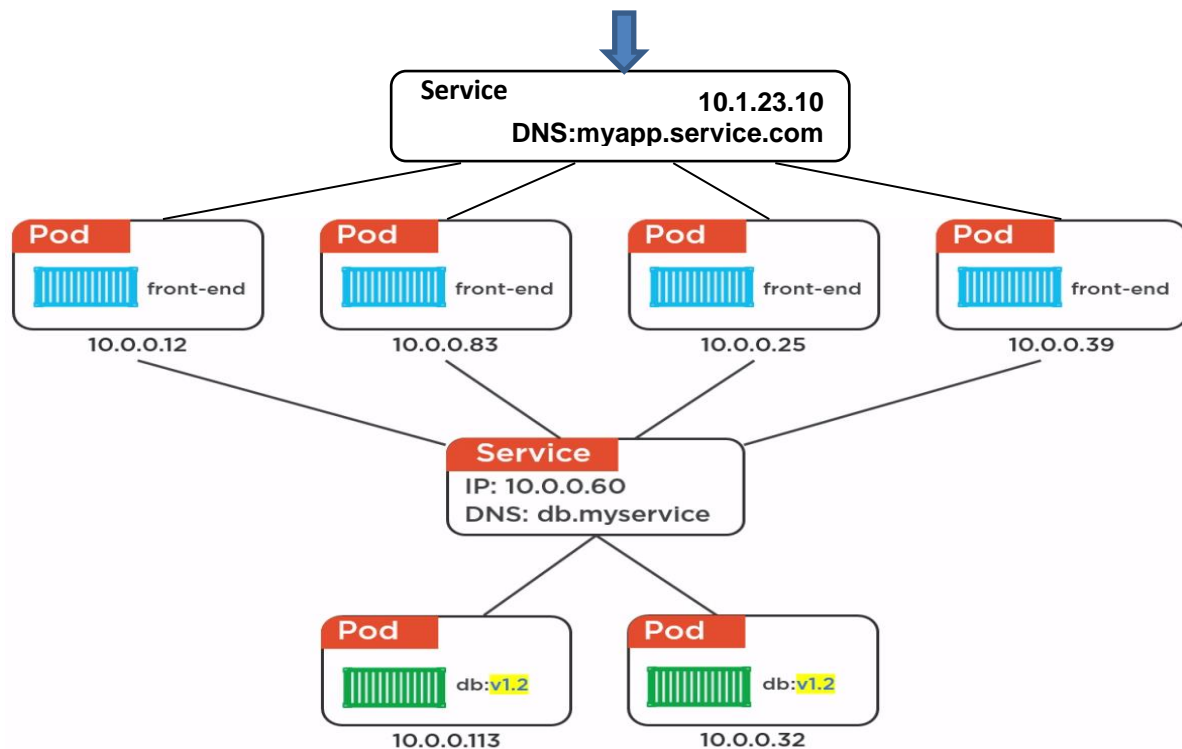 Service
10.1.23.10
DNS:myapp.service.com
Pod
front-end
10.0.0.12
Pod
front-end
10.0.0.83
Pod
front-end
10.0.0.25
Pod
front-end
10.0.0.39
Service
IP: 10.0.0.60
DNS: db.myservice
Pod
db:v1.2
10.0.0.113
Pod
db:v1.2
10.0.0.32